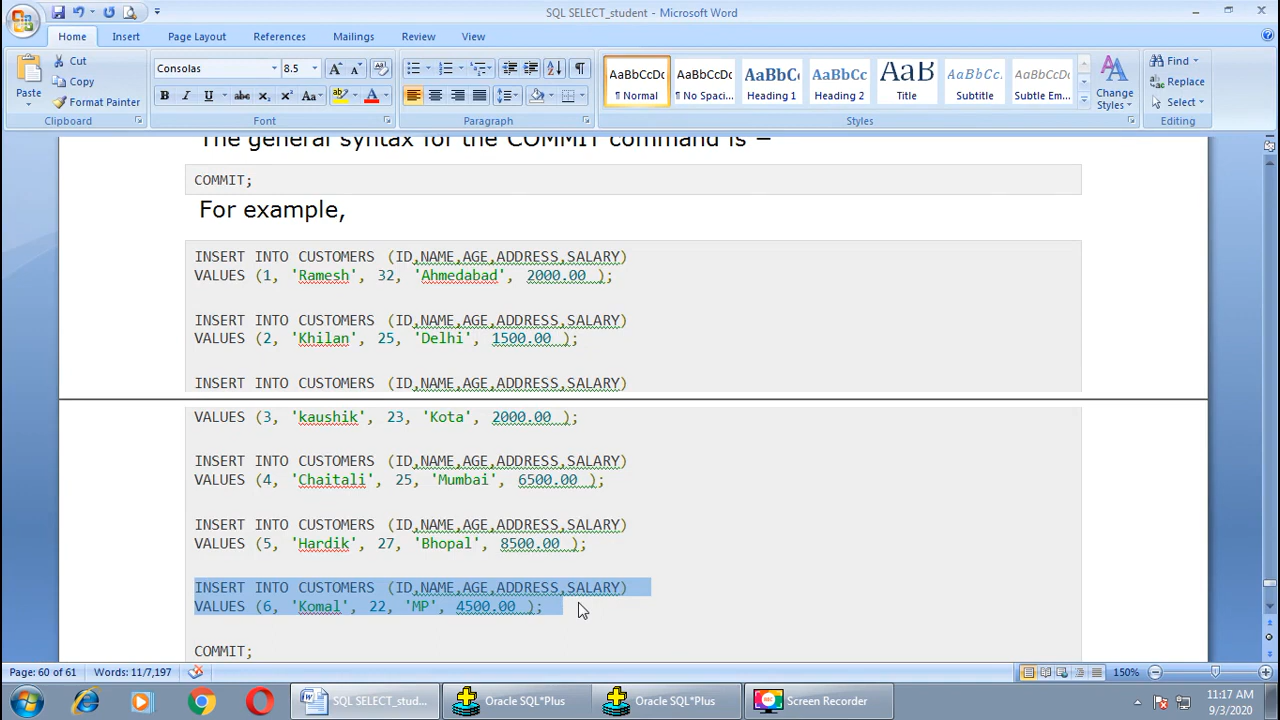 SQL SELECT_student - Microsoft Word
Home Insert Page Layout References Mailings Review View
Paste Cut Copy Format Painter
Consolas 8.5
AaBbCcDc AaBbCcDc AaBbCc AaBbCc AaB AaBbCcL AaBbCcDc
¶ Normal ¶ No Spaci... Heading 1 Heading 2 Title Subtitle Subtle Em...
Change Styles
Find Replace Select
Clipboard Font Paragraph Styles Editing
The general syntax for the COMMIT command is −
COMMIT;
For example,
INSERT INTO CUSTOMERS (ID,NAME,AGE,ADDRESS,SALARY)
VALUES (1, 'Ramesh', 32, 'Ahmedabad', 2000.00 );
INSERT INTO CUSTOMERS (ID,NAME,AGE,ADDRESS,SALARY)
VALUES (2, 'Khilan', 25, 'Delhi', 1500.00 );
INSERT INTO CUSTOMERS (ID,NAME,AGE,ADDRESS,SALARY)
VALUES (3, 'kaushik', 23, 'Kota', 2000.00 );
INSERT INTO CUSTOMERS (ID,NAME,AGE,ADDRESS,SALARY)
VALUES (4, 'Chaitali', 25, 'Mumbai', 6500.00 );
INSERT INTO CUSTOMERS (ID,NAME,AGE,ADDRESS,SALARY)
VALUES (5, 'Hardik', 27, 'Bhopal', 8500.00 );
INSERT INTO CUSTOMERS (ID,NAME,AGE,ADDRESS,SALARY)
VALUES (6, 'Komal', 22, 'MP', 4500.00 );
COMMIT;
Page: 60 of 61 Words: 11/7,197 150%
SQL SELECT_stud... Oracle SQL*Plus Oracle SQL*Plus Screen Recorder
11:17 AM
9/3/2020